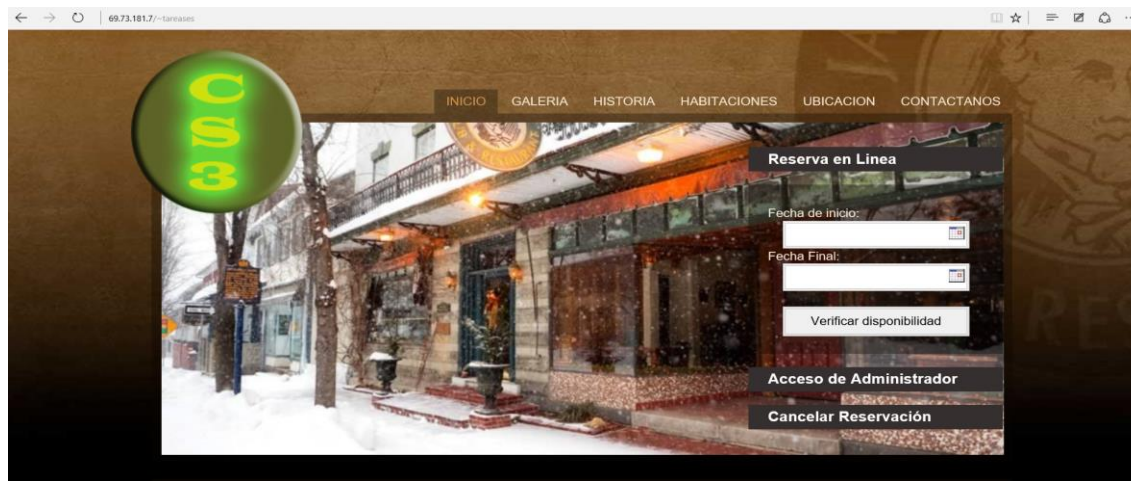 69.73.181.7/~tareases
CS3
INICIO GALERIA HISTORIA HABITACIONES UBICACION CONTACTANOS
Reserva en Linea
Fecha de inicio:
Fecha Final:
Verificar disponibilidad
Acceso de Administrador
Cancelar Reservación